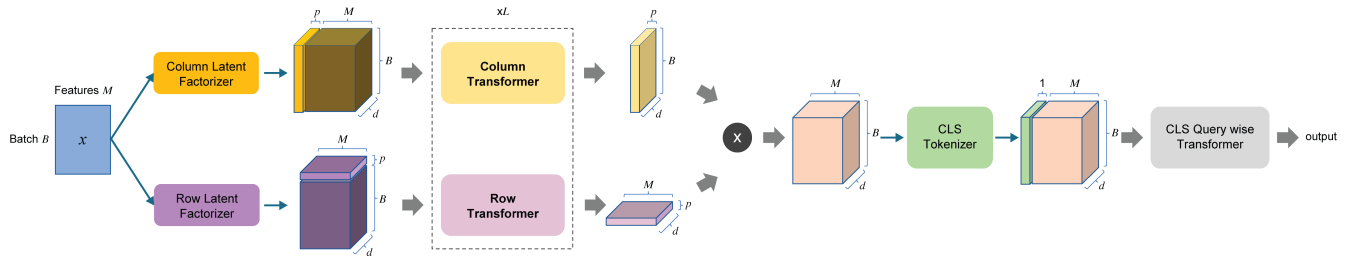 Features M
Batch B
x
Column Latent
Factorizer
Row Latent
Factorizer
p
M
B
d
M
p
B
d
xL
Column
Transformer
Row
Transformer
p
B
d
M
p
d
X
M
B
d
CLS
Tokenizer
1
M
B
d
CLS Query wise
Transformer
output